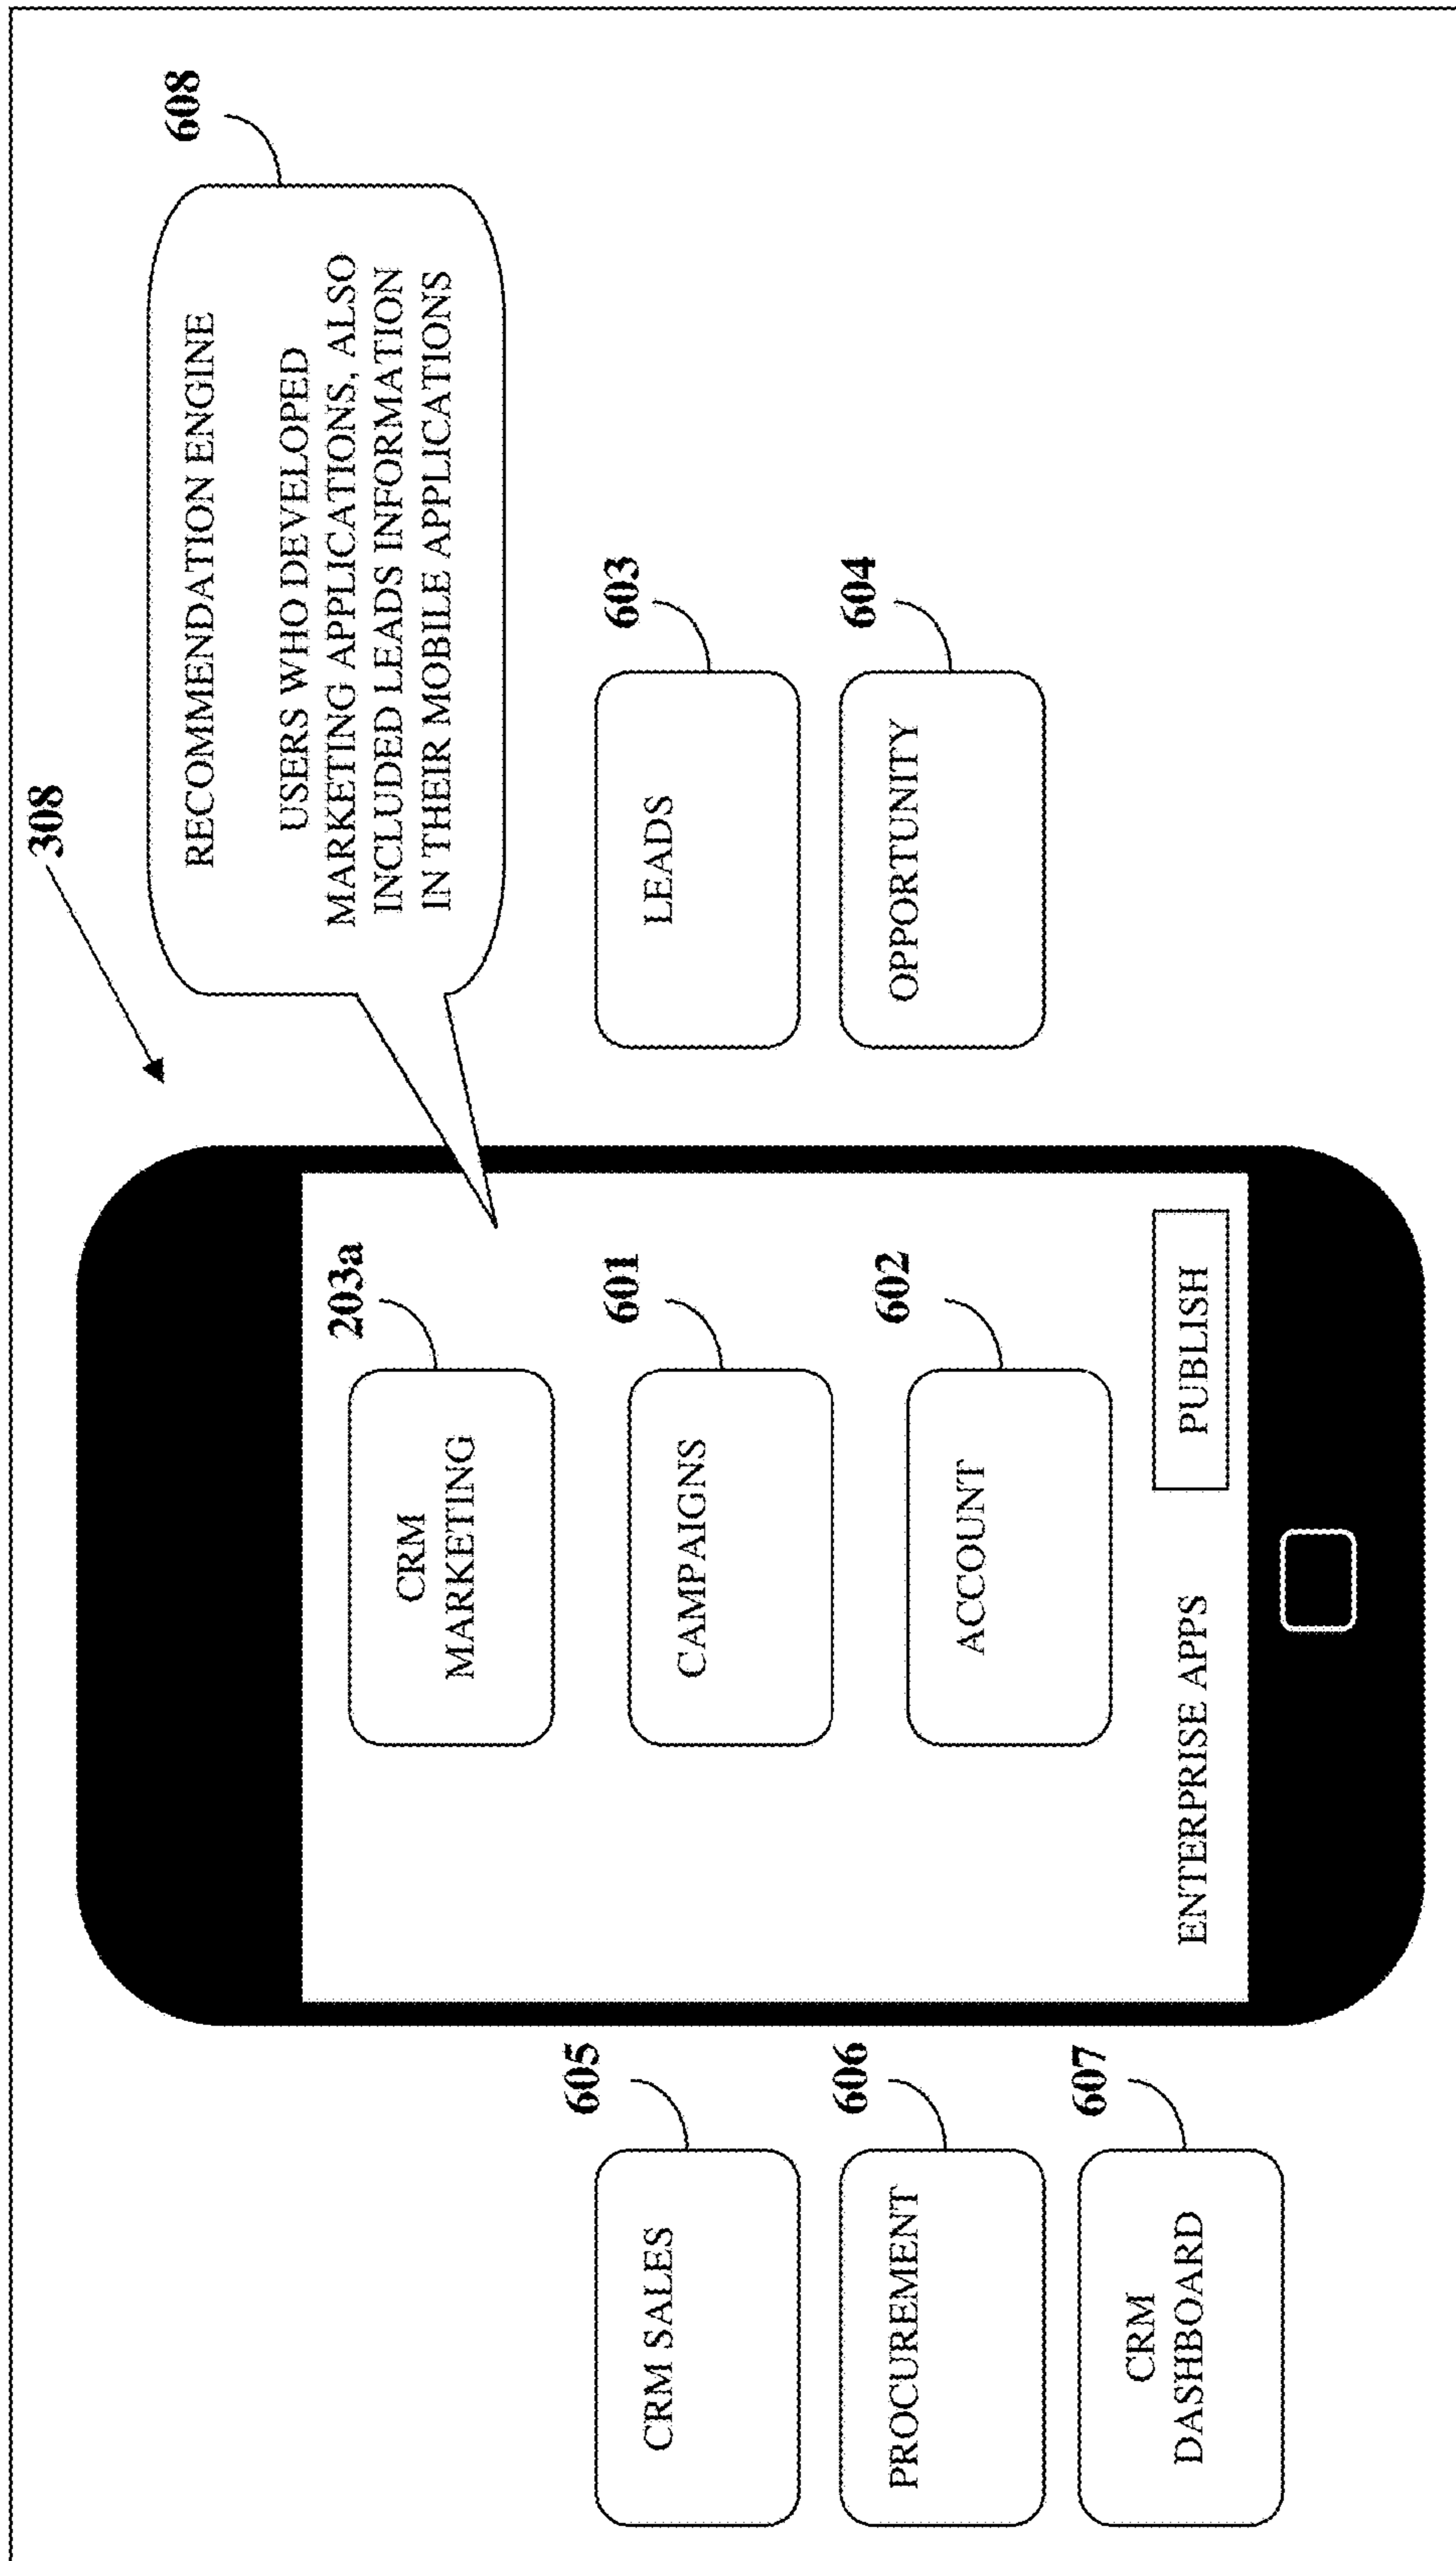 308
608
RECOMMENDATION ENGINE
USERS WHO DEVELOPED
MARKETING APPLICATIONS, ALSO
INCLUDED LEADS INFORMATION
IN THEIR MOBILE APPLICATIONS
605
CRM SALES
606
PROCUREMENT
607
CRM
DASHBOARD
203a
CRM
MARKETING
601
CAMPAIGNS
602
ACCOUNT
ENTERPRISE APPS
PUBLISH
603
LEADS
604
OPPORTUNITY